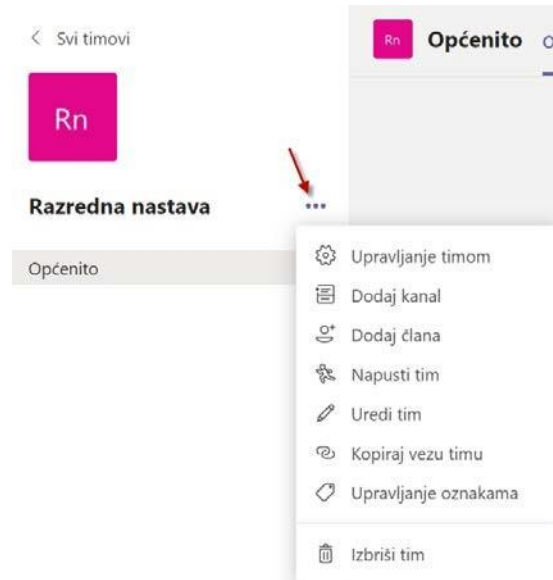 Svi timovi
Rn
Razredna nastava
Općenito
Rn Općenito
Upravljanje timom
Dodaj kanal
Dodaj člana
Napusti tim
Uredi tim
Kopiraj vezu timu
Upravljanje oznakama
Izbriši tim